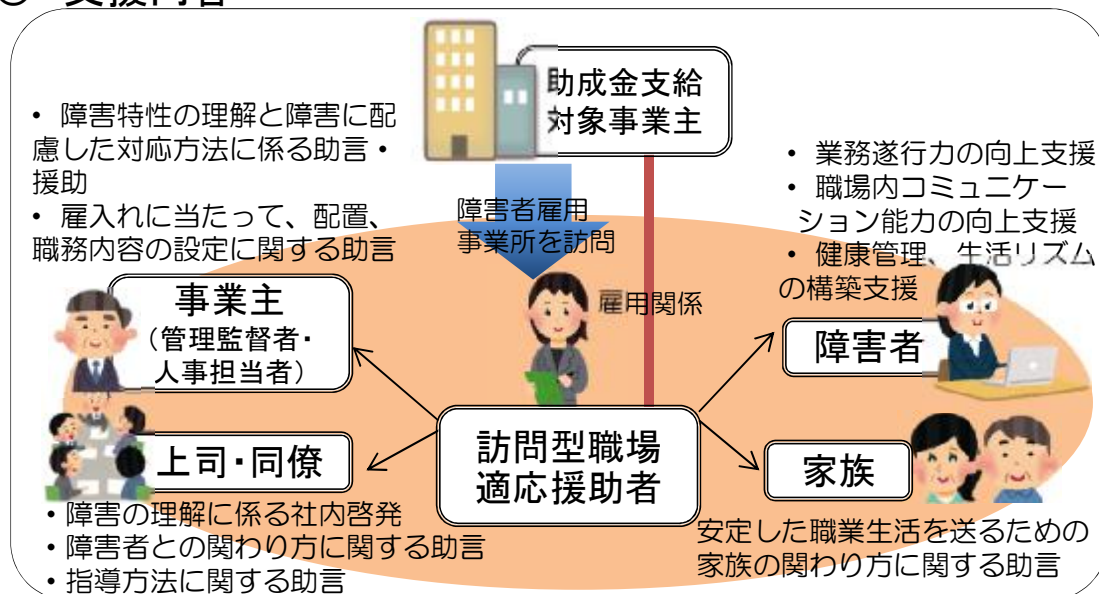 支援内容
助成金支給
対象事業主
・ 障害特性の理解と障害に配
慮した対応方法に係る助言・
援助
・ 雇入れに当たって、配置、
職務内容の設定に関する助言
障害者雇用
事業所を訪問
・ 業務遂行力の向上支援
・ 職場内コミュニケー
ション能力の向上支援
・ 健康管理、生活リズム
の構築支援
雇用関係
事業主
(管理監督者・
人事担当者)
障害者
上司・同僚
訪問型職場
適応援助者
家族
・障害の理解に係る社内啓発
・障害者との関わり方に関する助言
・指導方法に関する助言
安定した職業生活を送るための
家族の関わり方に関する助言